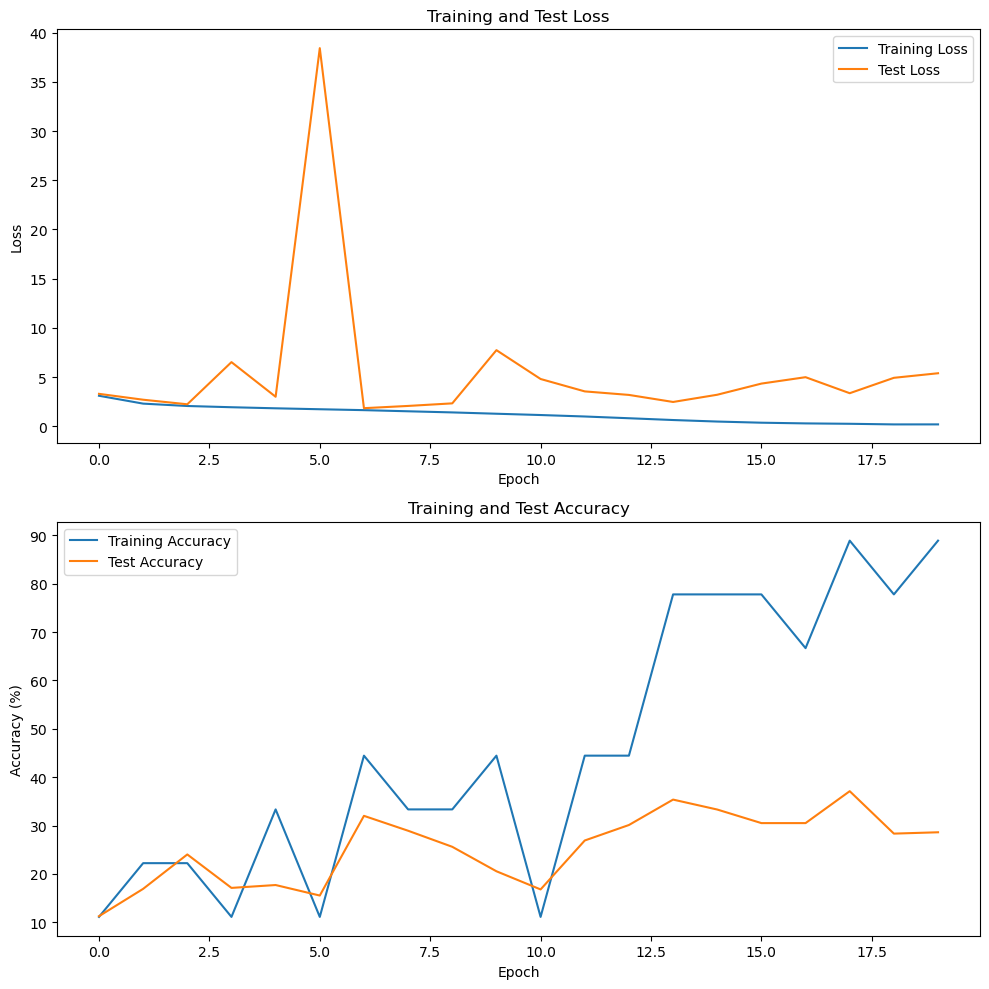 Training and Test Loss
40
35
30
25
20
15
10
5
0
Loss
Training Loss
Test Loss
0.0 2.5 5.0 7.5 10.0 12.5 15.0 17.5
Epoch
Training and Test Accuracy
90
80
70
60
50
40
30
20
10
Accuracy (%)
Training Accuracy
Test Accuracy
0.0 2.5 5.0 7.5 10.0 12.5 15.0 17.5
Epoch